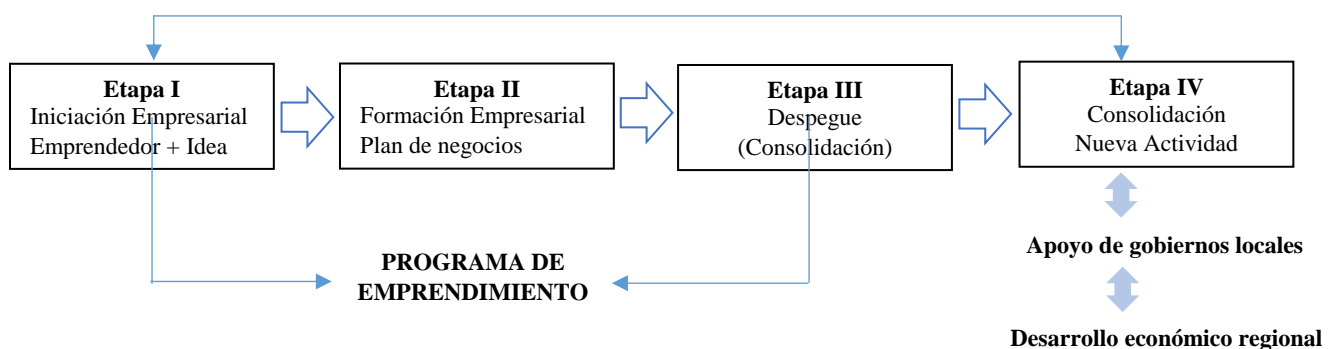 Etapa I
Iniciación Empresarial
Emprendedor + Idea
Etapa II
Formación Empresarial
Plan de negocios
Etapa III
Despegue
(Consolidación)
Etapa IV
Consolidación
Nueva Actividad
PROGRAMA DE
EMPRENDIMIENTO
Apoyo de gobiernos locales
Desarrollo económico regional